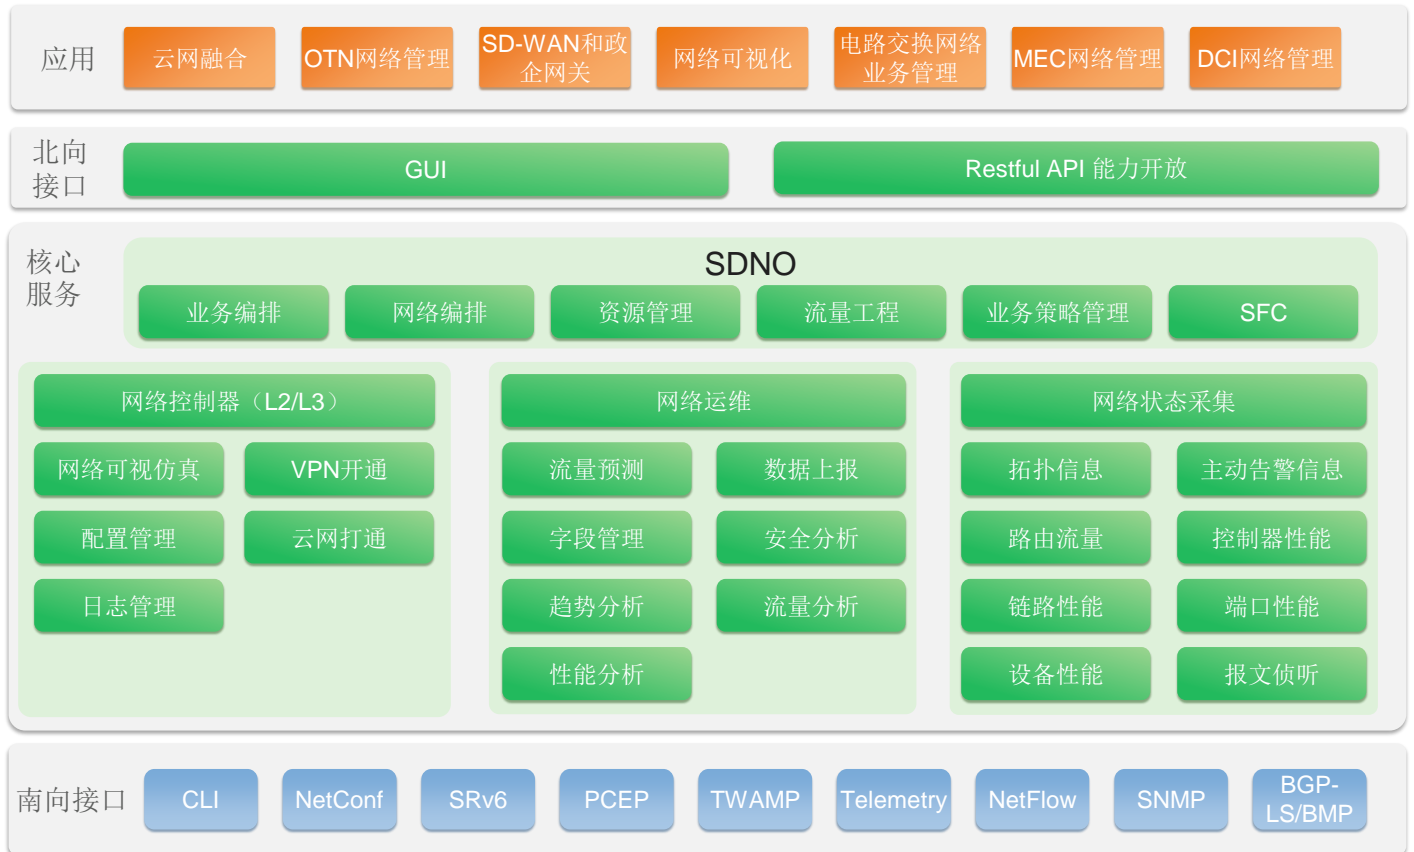 应用
云网融合
OTN网络管理
SD-WAN和政
企网关
网络可视化
电路交换网络
业务管理
MEC网络管理
DCI网络管理
北向
接口
GUI
Restful API 能力开放
核心
服务
SDNO
业务编排
网络编排
资源管理
流量工程
业务策略管理
SFC
网络控制器（L2/L3）
网络可视仿真
VPN开通
配置管理
云网打通
日志管理
网络运维
流量预测
数据上报
字段管理
安全分析
趋势分析
流量分析
性能分析
网络状态采集
拓扑信息
主动告警信息
路由流量
控制器性能
链路性能
端口性能
设备性能
报文侦听
南向接口
CLI
NetConf
SRv6
PCEP
TWAMP
Telemetry
NetFlow
SNMP
BGP-
LS/BMP